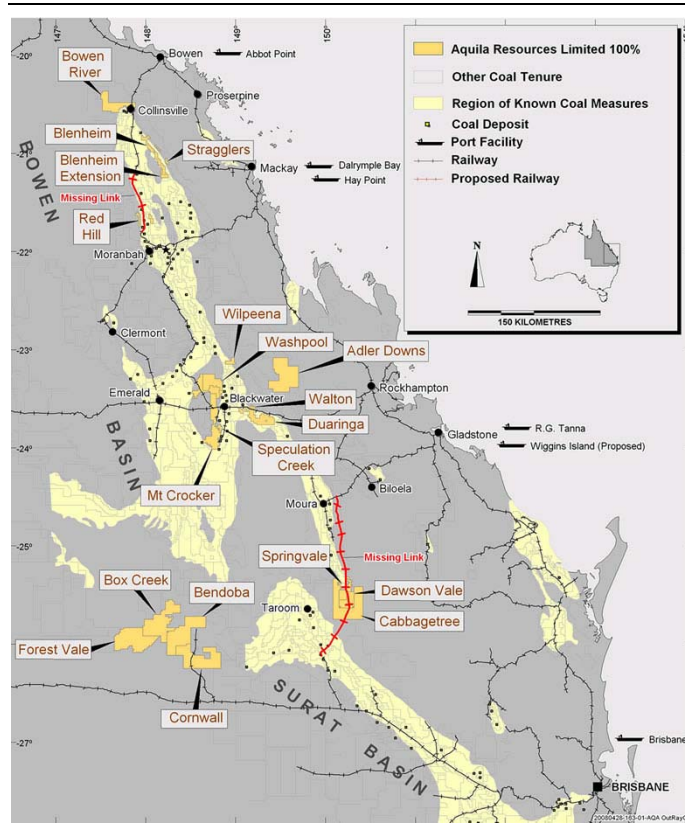 147°
148°
149°
150°
-20°
Bowen
Abbot Point
Bowen
River
Proserpine
Collinsville
-21°
Blenheim
Stragglers
Blenheim
Extension
Mackay
Dalrymple Bay
Hay Point
Missing Link
Red
Hill
BOWEN
-22°
Moranbah
Aquila Resources Limited 100%
Other Coal Tenure
Region of Known Coal Measures
Coal Deposit
Port Facility
Railway
Proposed Railway
N
150 KILOMETRES
Wilpeena
Washpool
Adler Downs
Clermont
-23°
Emerald
Blackwater
Walton
Rockhampton
Duaringa
Gladstone
R.G. Tanna
Wiggins Island (Proposed)
-24°
BASIN
Speculation
Creek
Mt Crocker
Moura
Biloela
-25°
Springvale
Missing Link
Box Creek
Bendoba
Dawson Vale
Taroom
Cabbagetree
Forest Vale
-26°
Cornwall
SURAT BASIN
-27°
Brisbane
BRISBANE